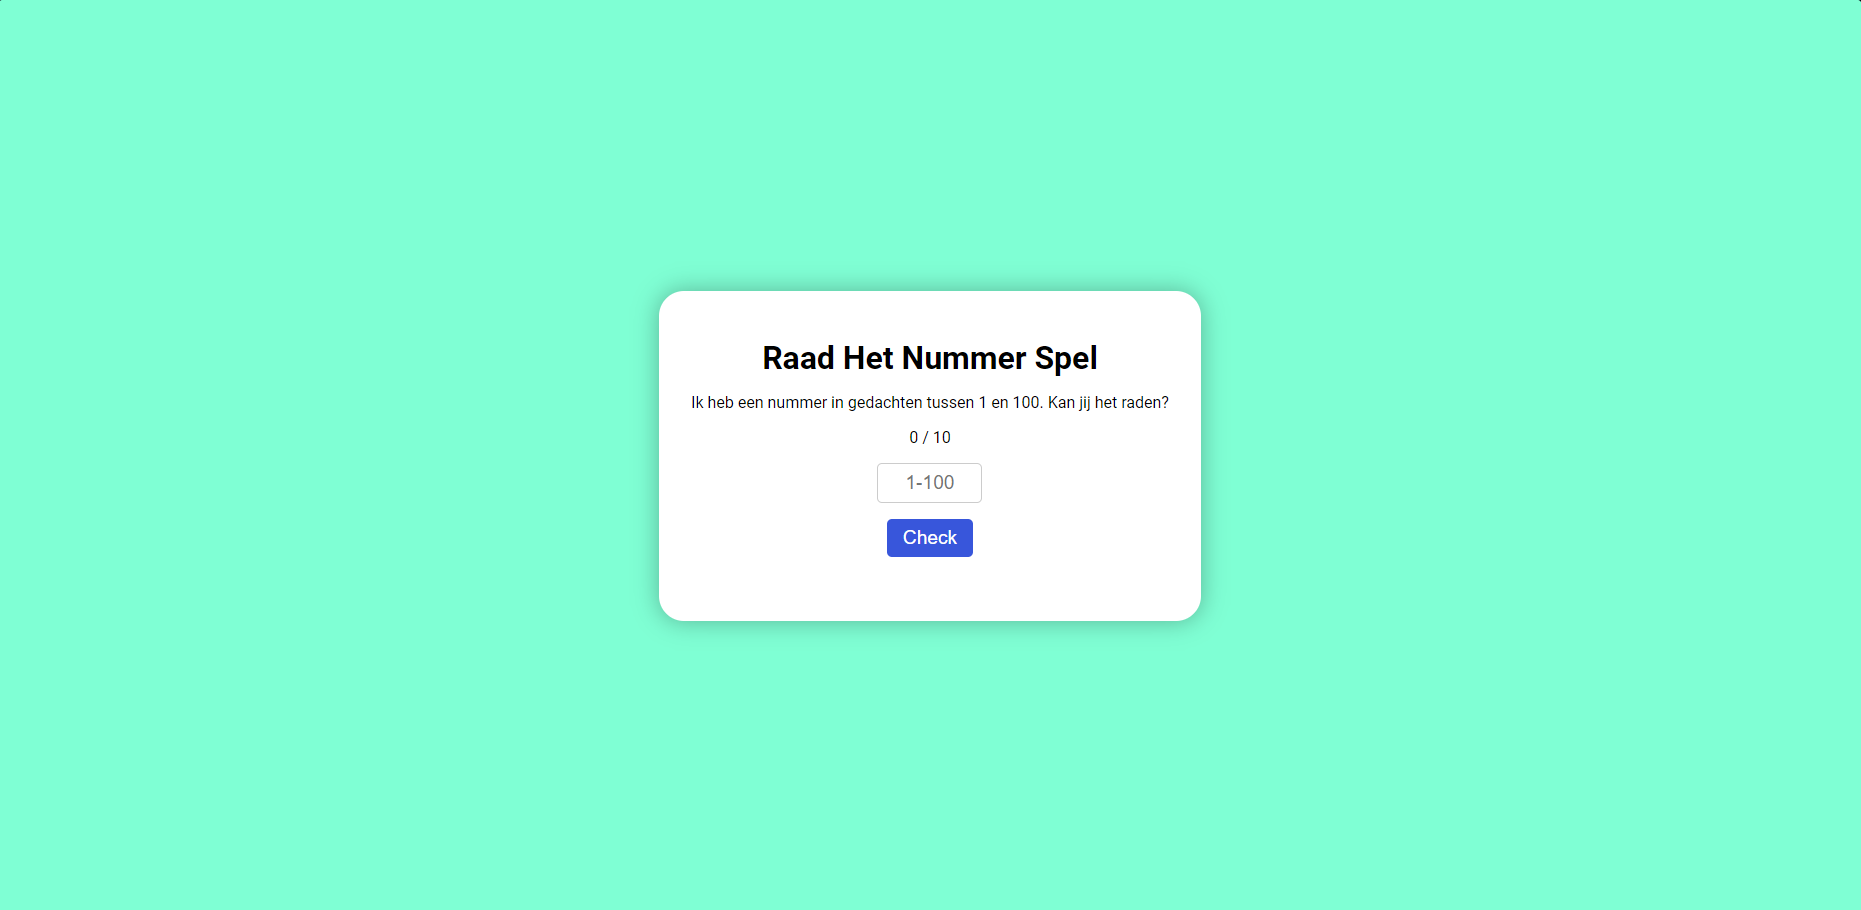 Raad Het Nummer Spel
Ik heb een nummer in gedachten tussen 1 en 100. Kan jij het raden?
0 / 10
1-100
Check